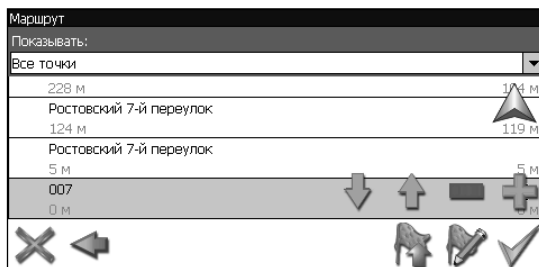 Маршрут
Показывать:
Все точки
228 м
Ростовский 7-й переулок
124 м 119 м
Ростовский 7-й переулок
5 м 5 м
007
0 м м